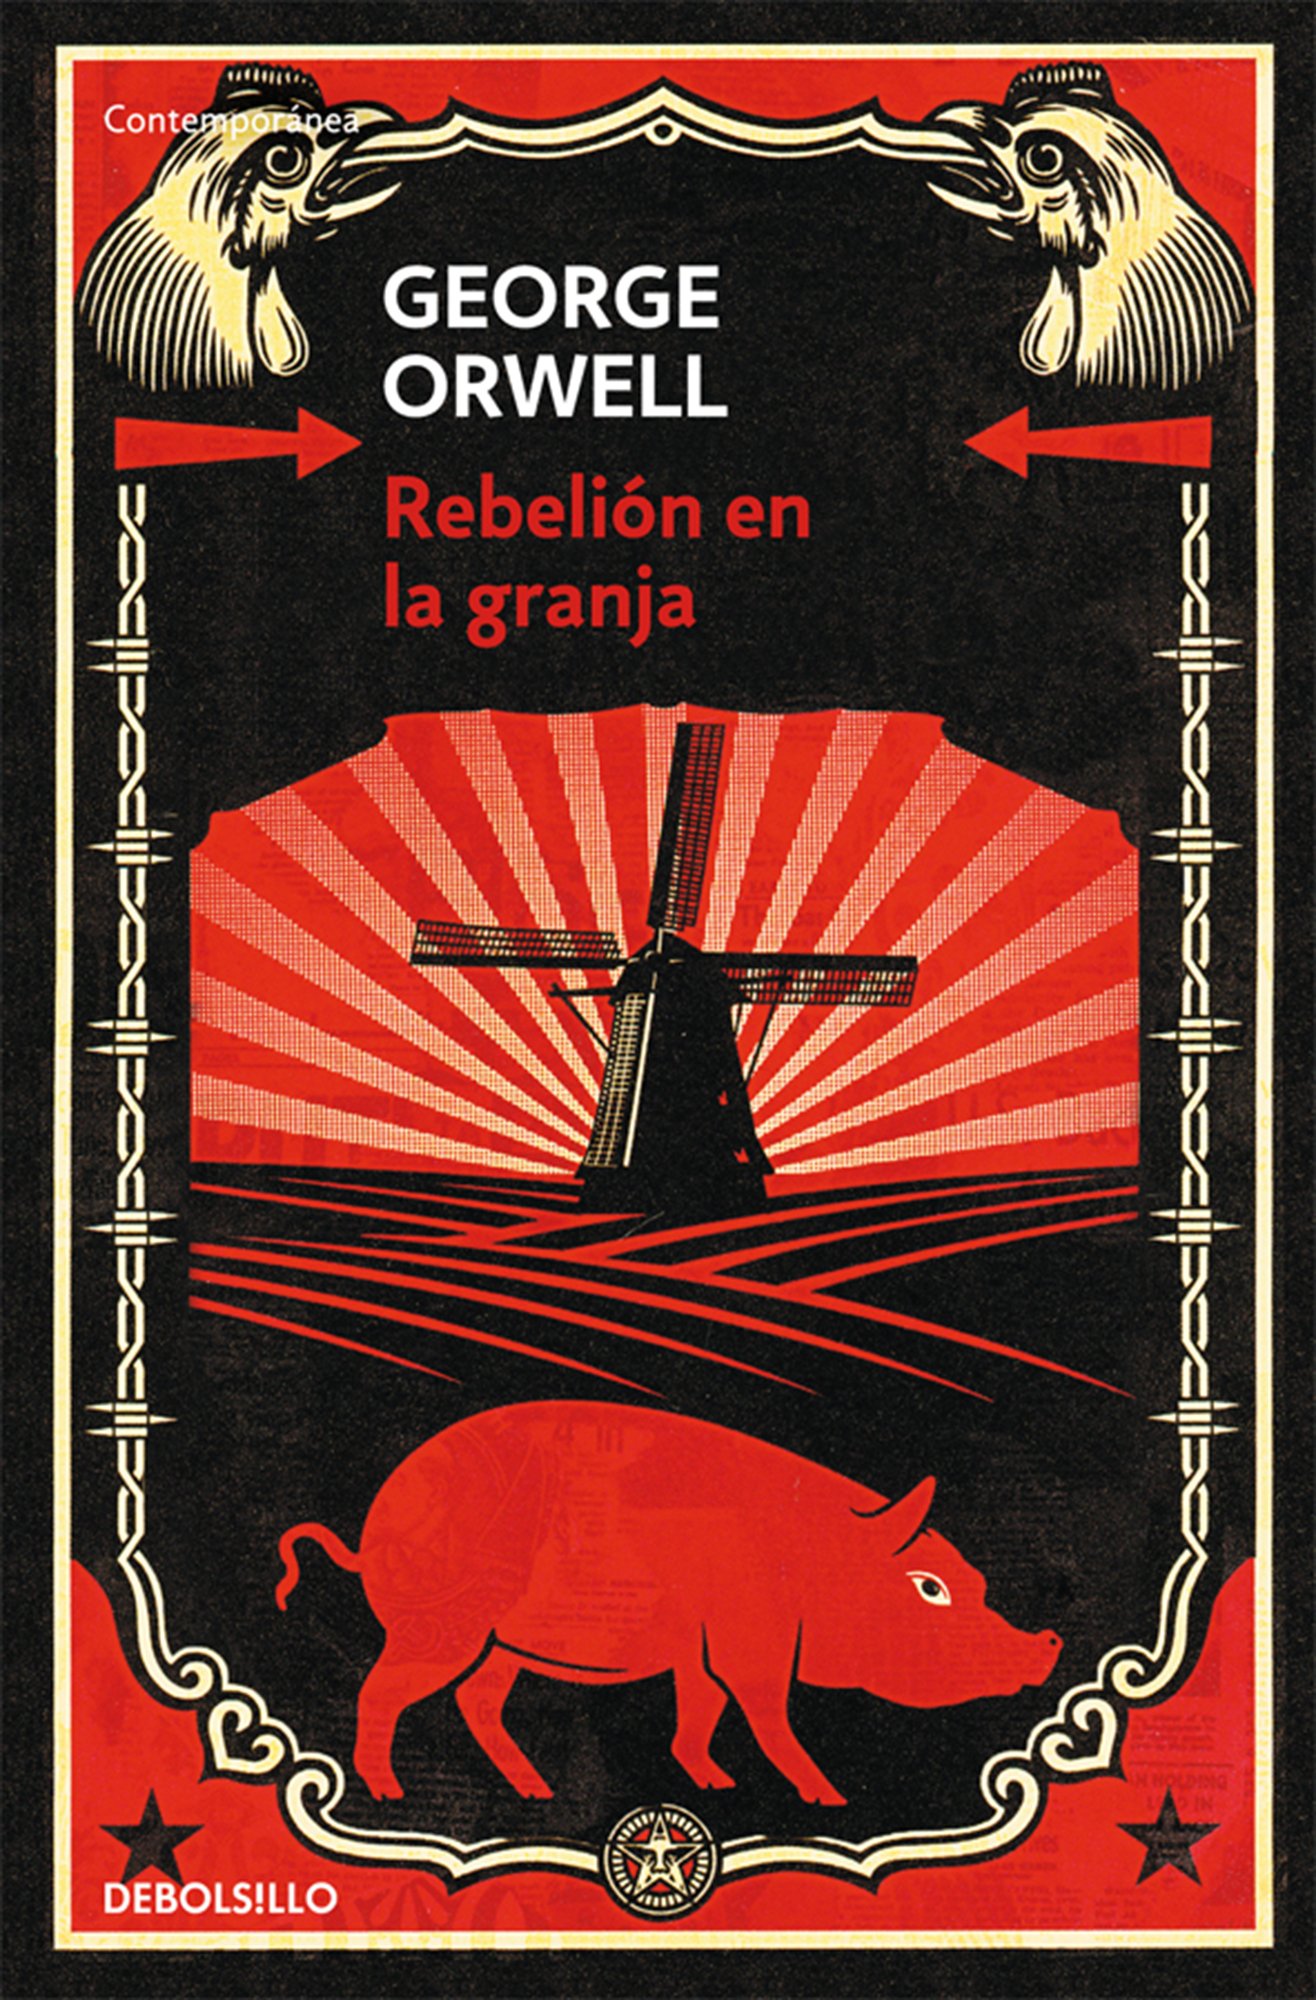 Contemporánea
GEORGE
ORWELL
Rebelión en
la granja
DEBOLS!LLO